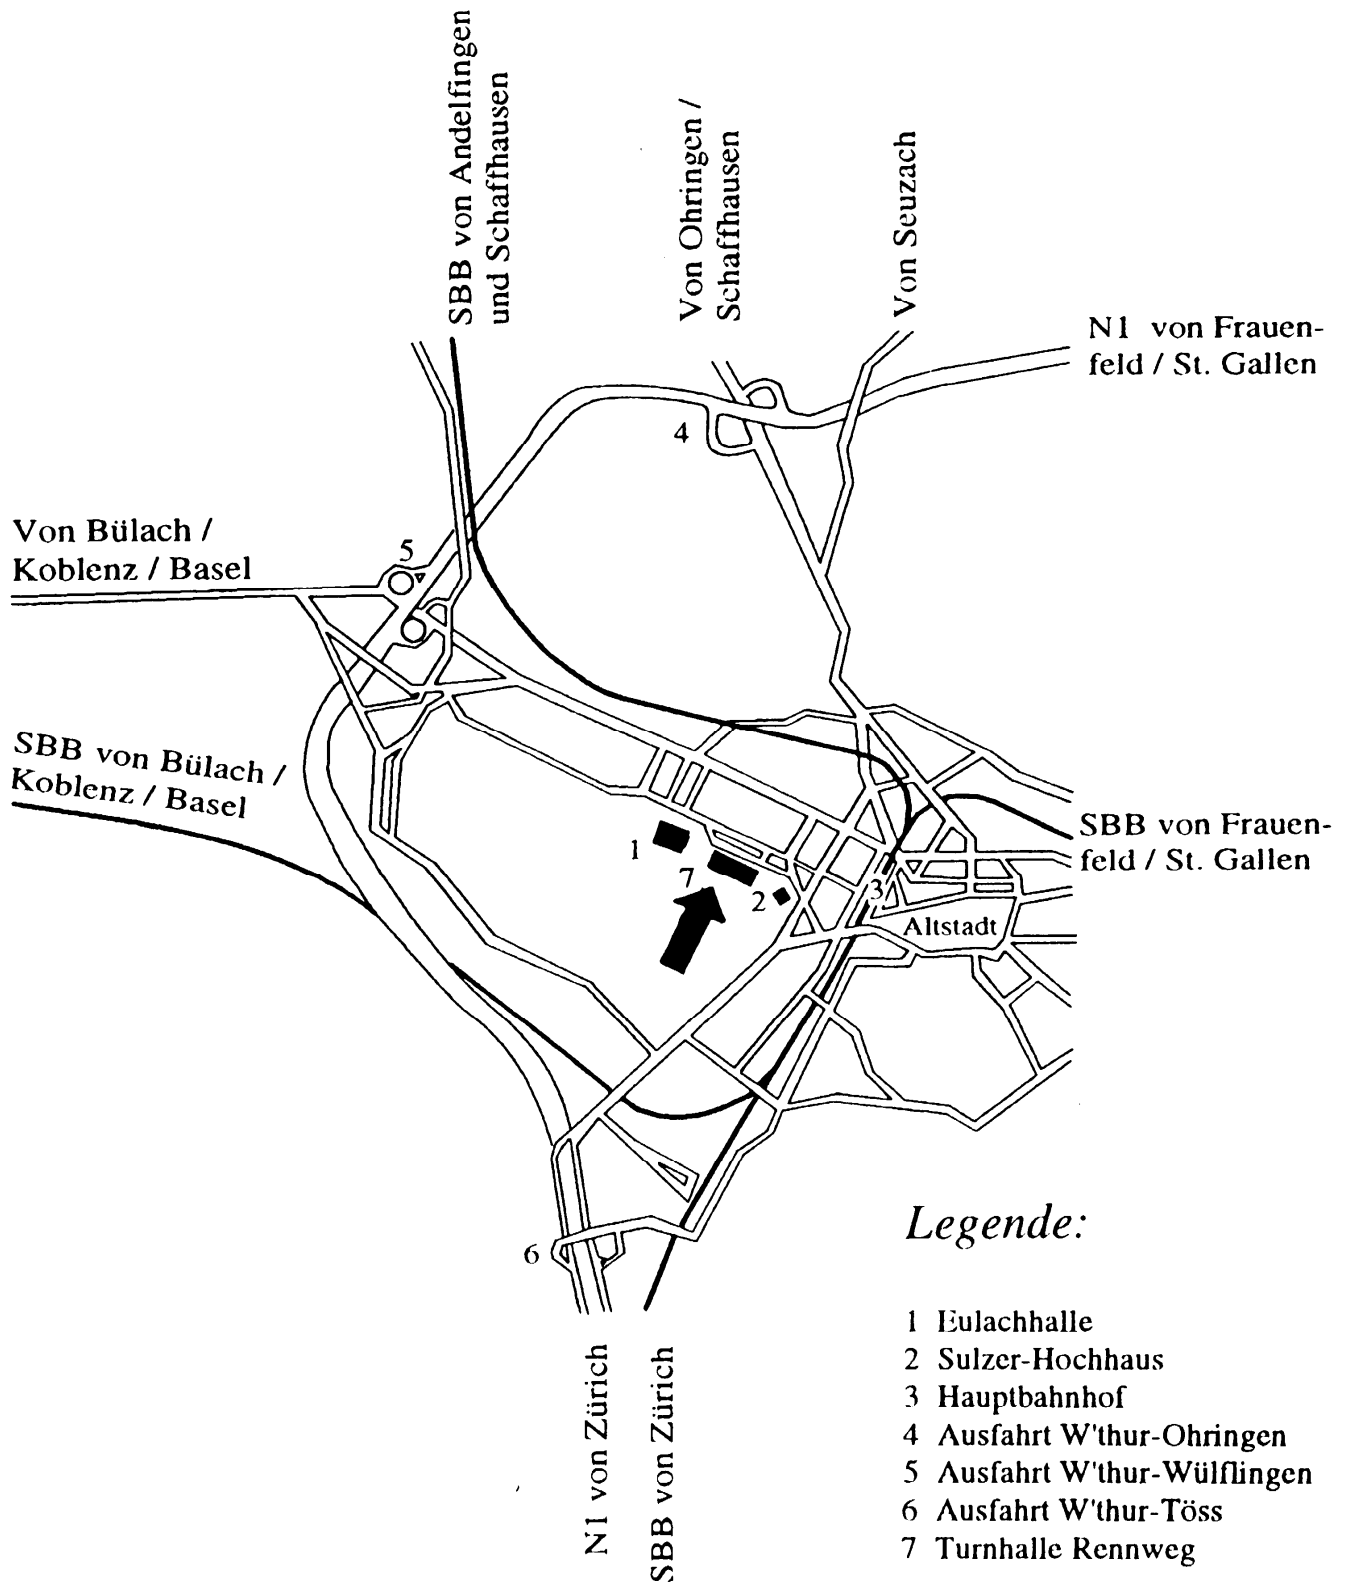 SBB von Andelfingen
und Schaffhausen
Von Ohringen /
Schaffhausen
Von Seuzach
N1 von Frauen-
feld / St. Gallen
4
Von Bülach /
Koblenz / Basel
5
SBB von Bülach /
Koblenz / Basel
SBB von Frauen-
feld / St. Gallen
1
7
2
3
Altstadt
6
N1 von Zürich
SBB von Zürich
Legende:
1 Eulachhalle
2 Sulzer-Hochhaus
3 Hauptbahnhof
4 Ausfahrt W'thur-Ohringen
5 Ausfahrt W'thur-Wülflingen
6 Ausfahrt W'thur-Töss
7 Turnhalle Rennweg